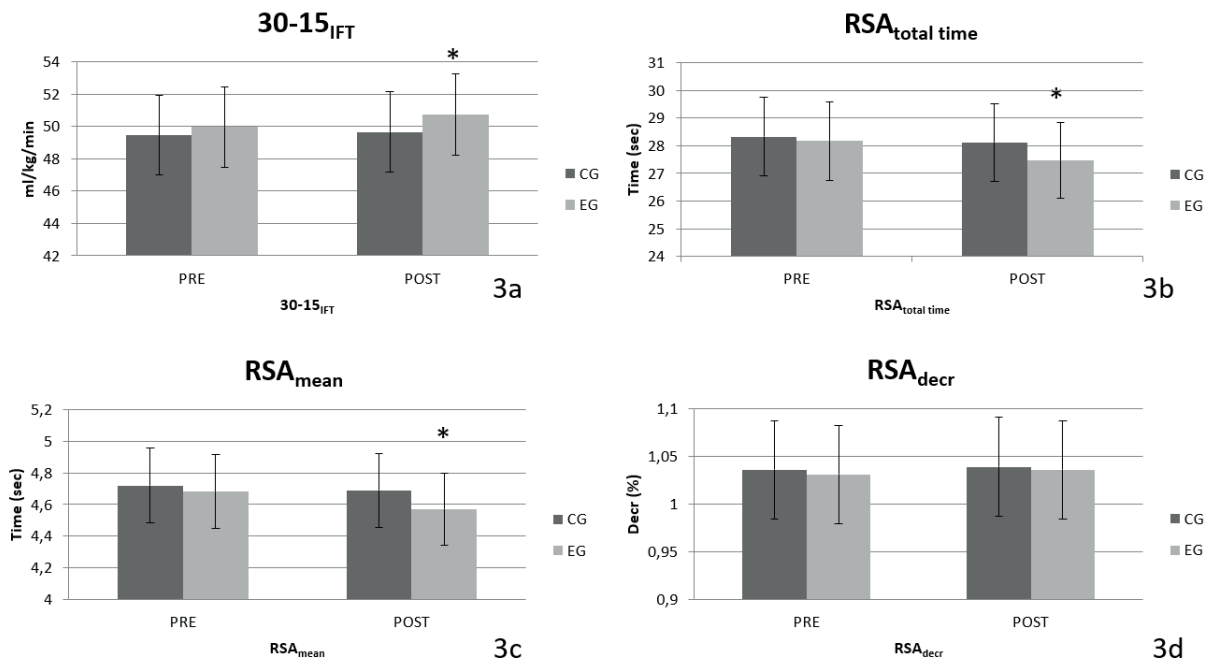 30-15IFT
*
54
52
50
48
46
44
42
ml/kg/min
PRE
POST
CG
EG
30-15IFT
3a
RSAtotal time
*
31
30
29
28
27
26
25
24
Time (sec)
PRE
POST
CG
EG
RSAtotal time
3b
RSAmean
*
5,2
5
4,8
4,6
4,4
4,2
4
Time (sec)
PRE
POST
CG
EG
RSAmean
3c
RSAdecr
1,1
1,05
1
0,95
0,9
Decr (%)
PRE
POST
CG
EG
RSAdecr
3d